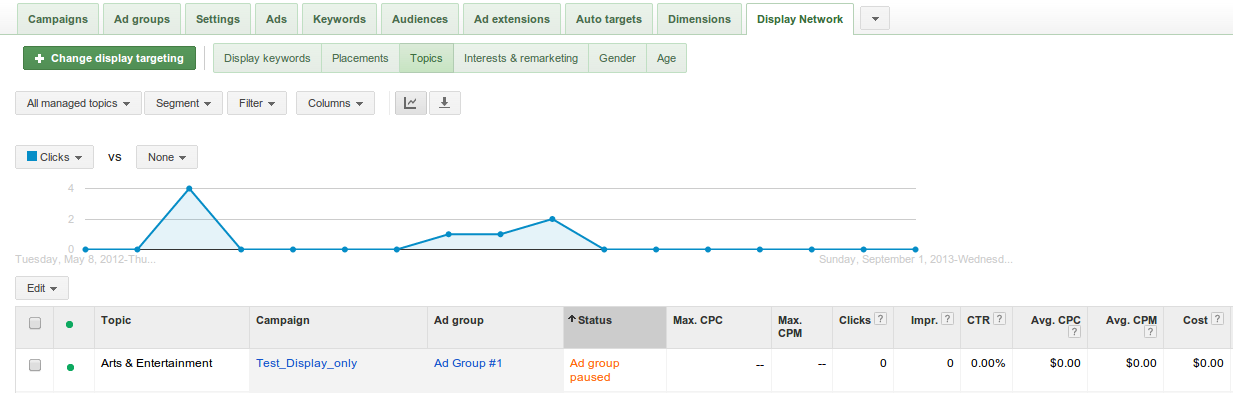 Campaigns Ad groups Settings Ads Keywords Audiences Ad extensions Auto targets Dimensions Display Network
+ Change display targeting Display keywords Placements Topics Interests & remarketing Gender Age
All managed topics Segment Filter Columns
Clicks vs None
4
2
0
Tuesday, May 8, 2012-Thu... Sunday, September 1, 2013-Wednesd...
Edit
Topic Campaign Ad group Status Max. CPC Max. CPM Clicks ? Impr. ? CTR ? Avg. CPC ? Avg. CPM ? Cost ?
Arts & Entertainment Test_Display_only Ad Group #1 Ad group paused -- -- 0 0 0.00% $0.00 $0.00 $0.00